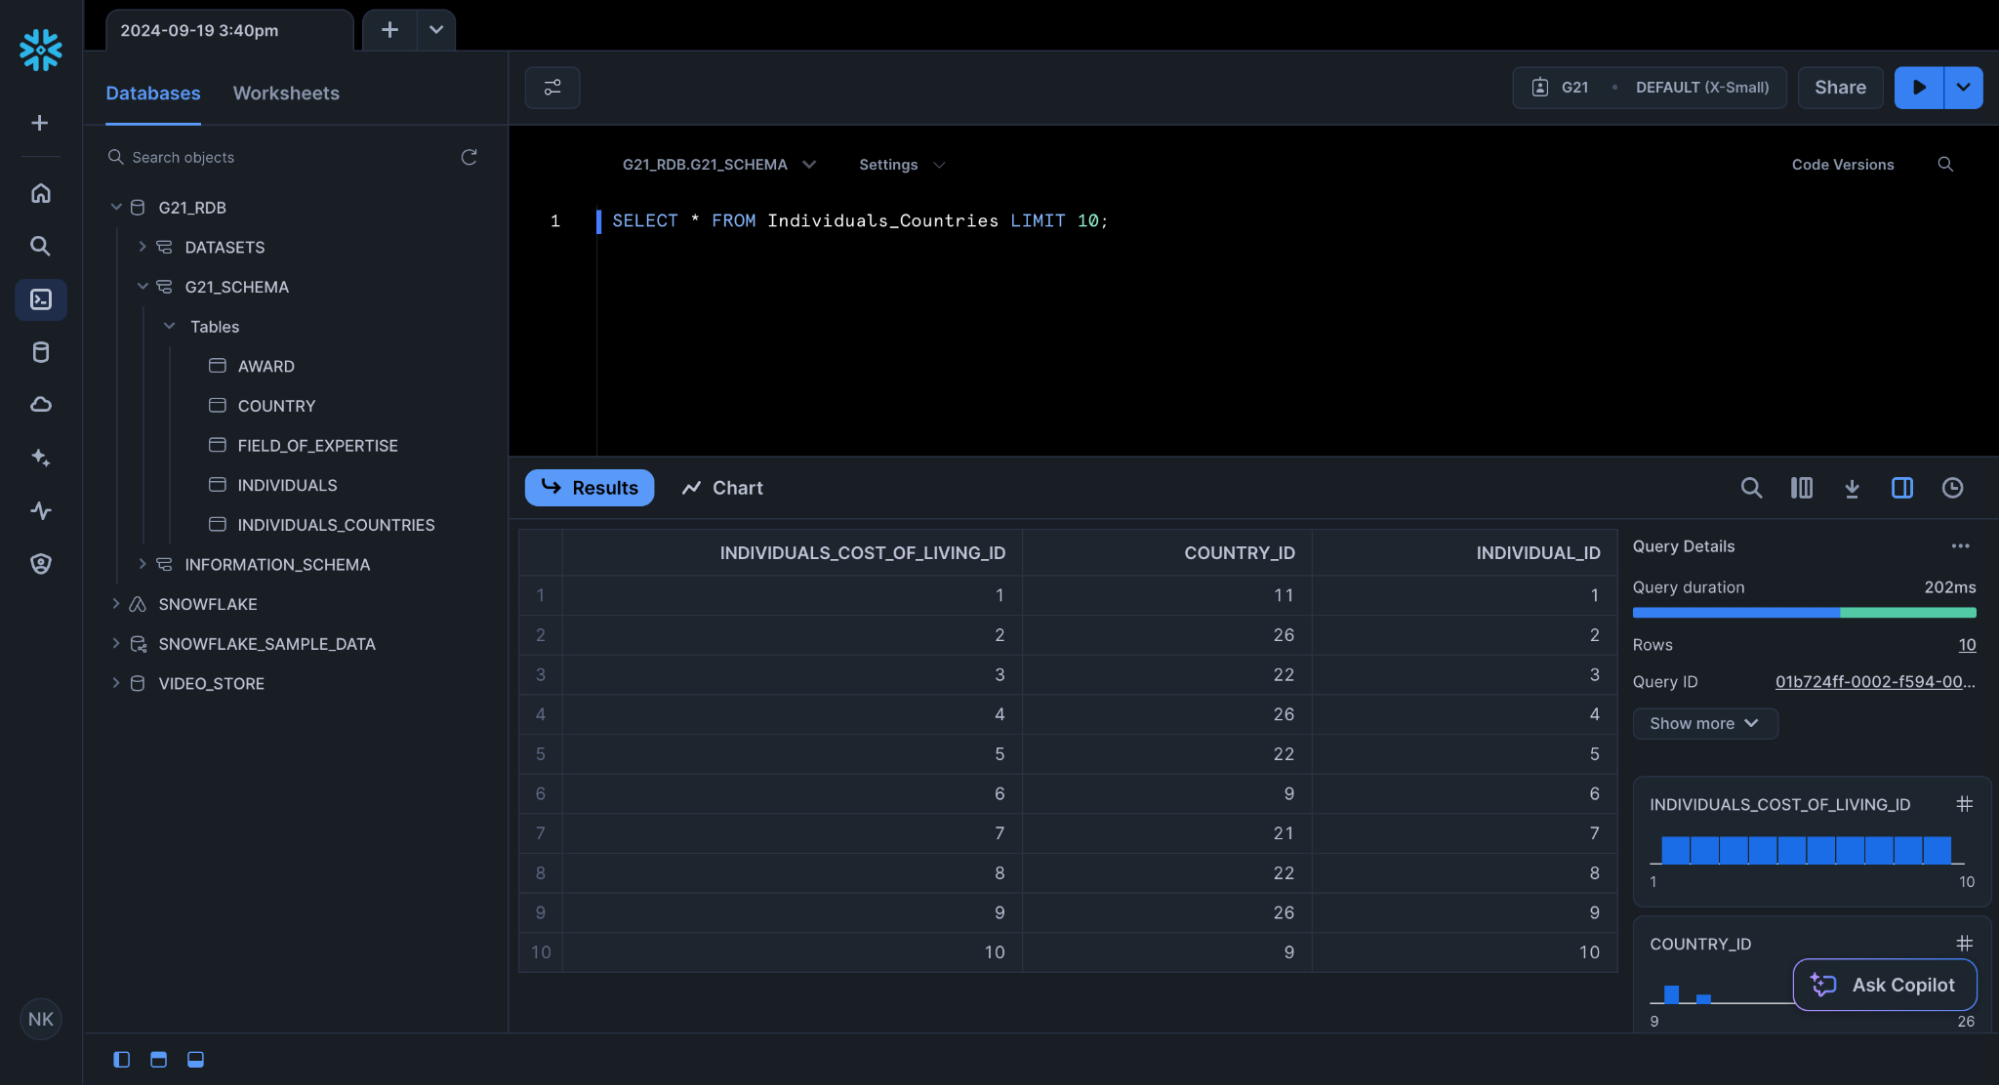 2024-09-19 3:40pm
Databases
Worksheets
Search objects
G21_RDB
DATASETS
G21_SCHEMA
Tables
AWARD
COUNTRY
FIELD_OF_EXPERTISE
INDIVIDUALS
INDIVIDUALS_COUNTRIES
INFORMATION_SCHEMA
SNOWFLAKE
SNOWFLAKE_SAMPLE_DATA
VIDEO_STORE
NK
G21 • DEFAULT (X-Small)
Share
G21_RDB.G21_SCHEMA
Settings
Code Versions
1 SELECT * FROM Individuals_Countries LIMIT 10;
Results
Chart
INDIVIDUALS_COST_OF_LIVING_ID COUNTRY_ID INDIVIDUAL_ID
1 1 11 1
2 2 26 2
3 3 22 3
4 4 26 4
5 5 22 5
6 6 9 6
7 7 21 7
8 8 22 8
9 9 26 9
10 10 9 10
Query Details
Query duration 202ms
Rows 10
Query ID 01b724ff-0002-f594-00...
Show more
INDIVIDUALS_COST_OF_LIVING_ID #
1 10
COUNTRY_ID #
Ask Copilot
9 26